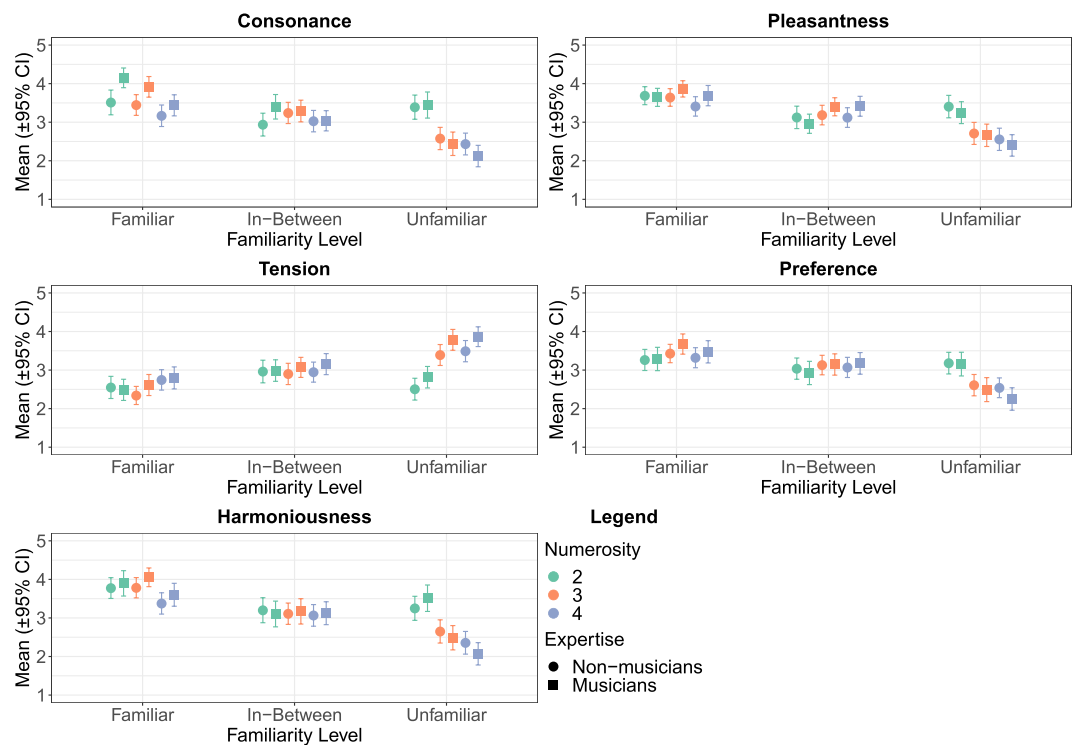 Consonance
Mean (±95% CI)
5
4
3
2
1
Familiar In−Between Unfamiliar
Familiarity Level
Pleasantness
Mean (±95% CI)
5
4
3
2
1
Familiar In−Between Unfamiliar
Familiarity Level
Tension
Mean (±95% CI)
5
4
3
2
1
Familiar In−Between Unfamiliar
Familiarity Level
Preference
Mean (±95% CI)
5
4
3
2
1
Familiar In−Between Unfamiliar
Familiarity Level
Harmoniousness
Mean (±95% CI)
5
4
3
2
1
Familiar In−Between Unfamiliar
Familiarity Level
Legend
Numerosity
2
3
4
Expertise
Non−musicians
Musicians